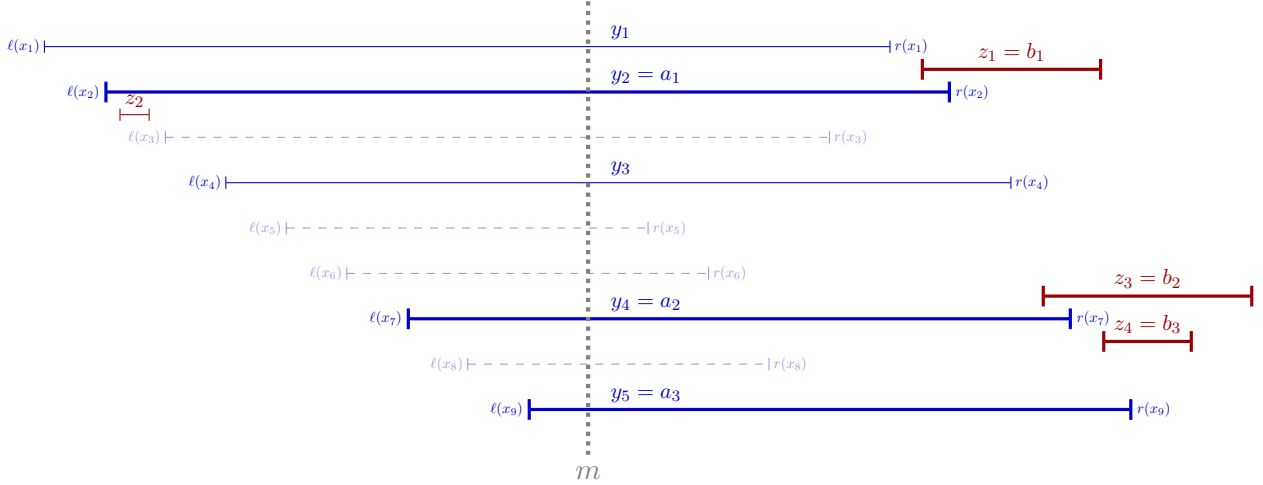 y₁
ℓ(x₁) r(x₁)
z₁ = b₁
y₂ = a₁
ℓ(x₂) r(x₂)
z₂
ℓ(x₃) r(x₃)
y₃
ℓ(x₄) r(x₄)
ℓ(x₅) r(x₅)
ℓ(x₆) r(x₆)
z₃ = b₂
y₄ = a₂
ℓ(x₇) r(x₇)
z₄ = b₃
ℓ(x₈) r(x₈)
y₅ = a₃
ℓ(x₉) r(x₉)
m